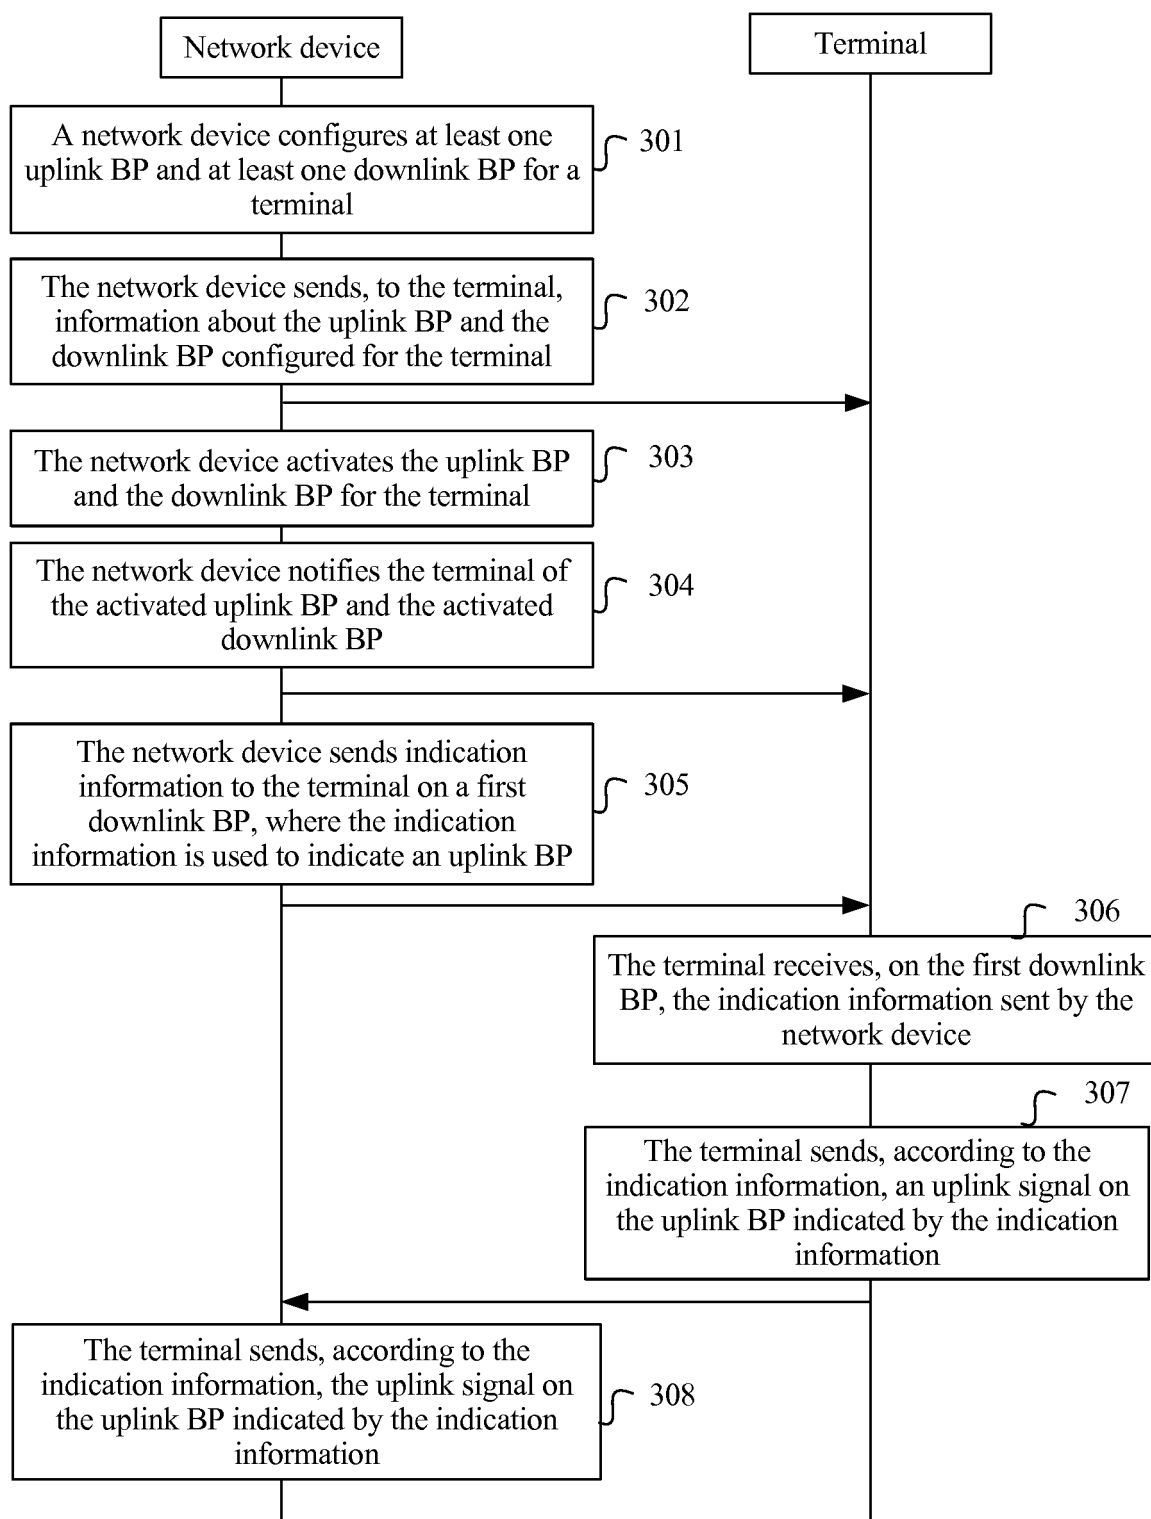 Network device
Terminal
A network device configures at least one
uplink BP and at least one downlink BP for a
terminal
301
The network device sends, to the terminal,
information about the uplink BP and the
downlink BP configured for the terminal
302
The network device activates the uplink BP
and the downlink BP for the terminal
303
The network device notifies the terminal of
the activated uplink BP and the activated
downlink BP
304
The network device sends indication
information to the terminal on a first
downlink BP, where the indication
information is used to indicate an uplink BP
305
306
The terminal receives, on the first downlink
BP, the indication information sent by the
network device
307
The terminal sends, according to the
indication information, an uplink signal on
the uplink BP indicated by the indication
information
The terminal sends, according to the
indication information, the uplink signal on
the uplink BP indicated by the indication
information
308